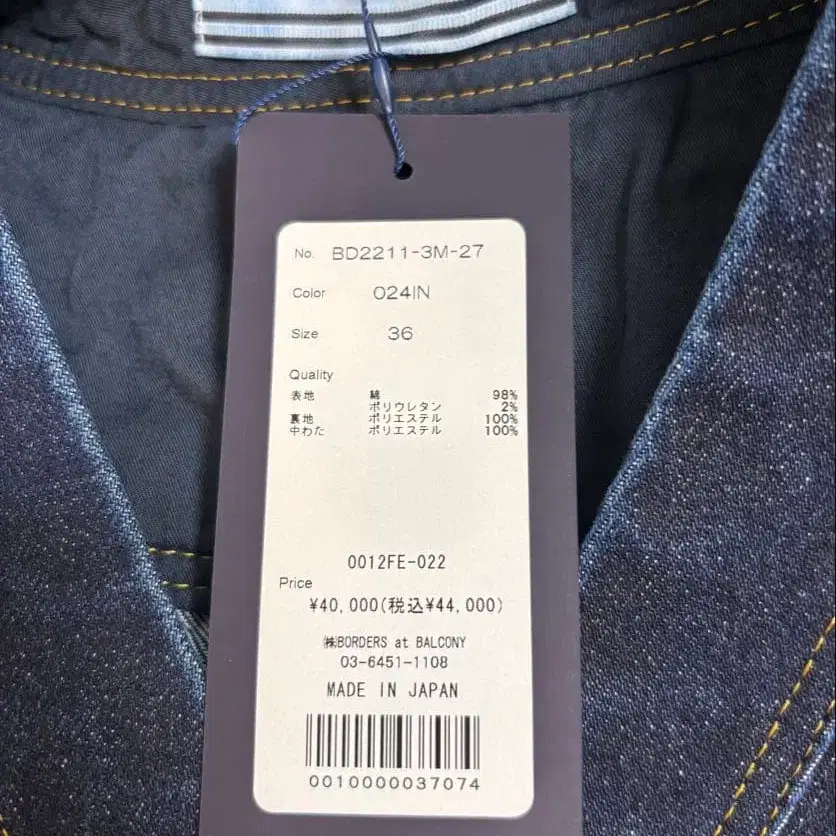 No. BD2211-3M-27
Color 024IN
Size 36
Quality
表地 綿 98%
ポリウレタン 2%
裏地 ポリエステル 100%
中わた ポリエステル 100%
0012FE-022
Price
¥40,000(税込¥44,000)
㈱BORDERS at BALCONY
03-6451-1108
MADE IN JAPAN
0010000037074